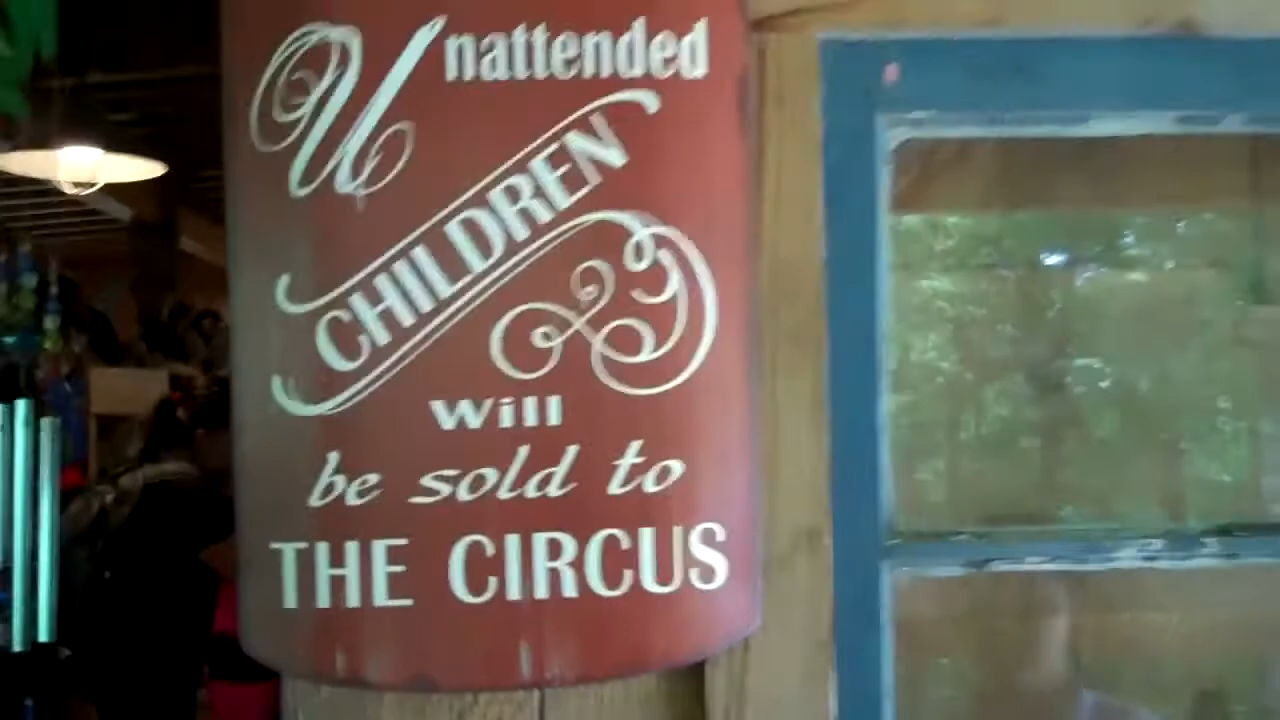 Unattended
CHILDREN
will
be sold to
THE CIRCUS